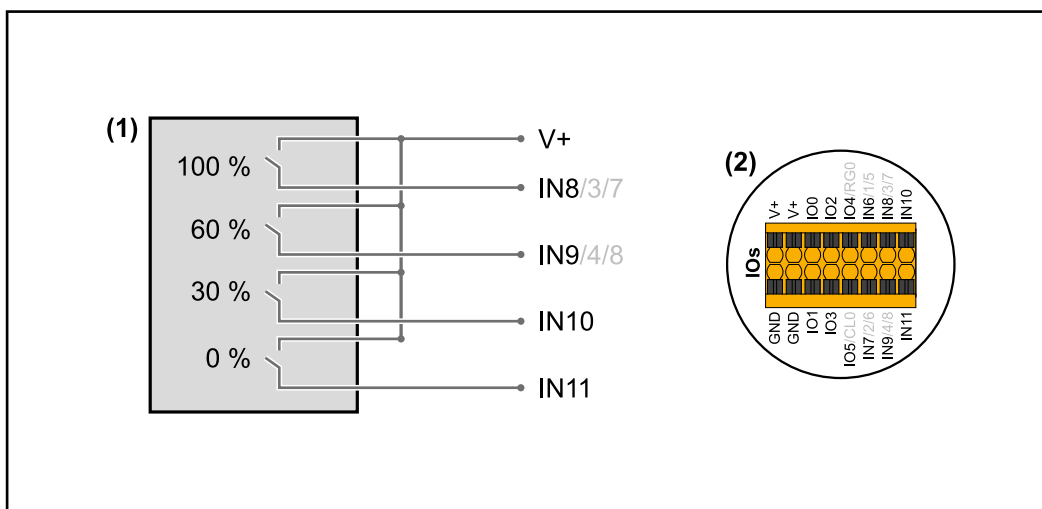 (1)
V+
100 %
IN8/3/7
60 %
IN9/4/8
30 %
IN10
0 %
IN11
(2)
V+
V+
IO0
IO2
IO4/RG0
IN6/1/5
IN8/3/7
IN10
IOs
GND
GND
IO1
IO3
IO5/CL0
IN7/2/6
IN9/4/8
IN11